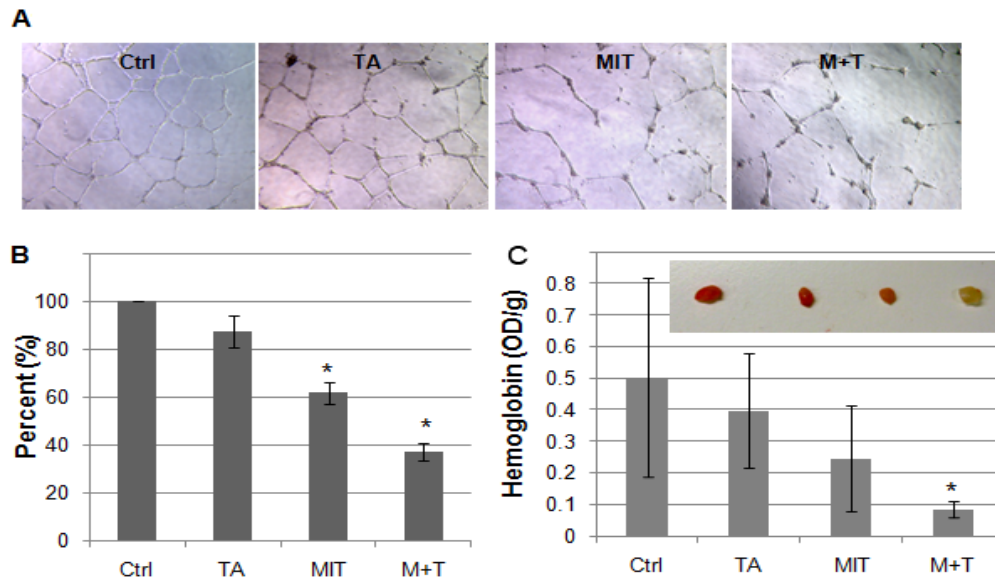 A
Ctrl TA MIT M+T
B
Percent (%)
100
80
60
40
20
0
* *
Ctrl TA MIT M+T
C
Hemoglobin (OD/g)
0.8
0.7
0.6
0.5
0.4
0.3
0.2
0.1
0
*
Ctrl TA MIT M+T